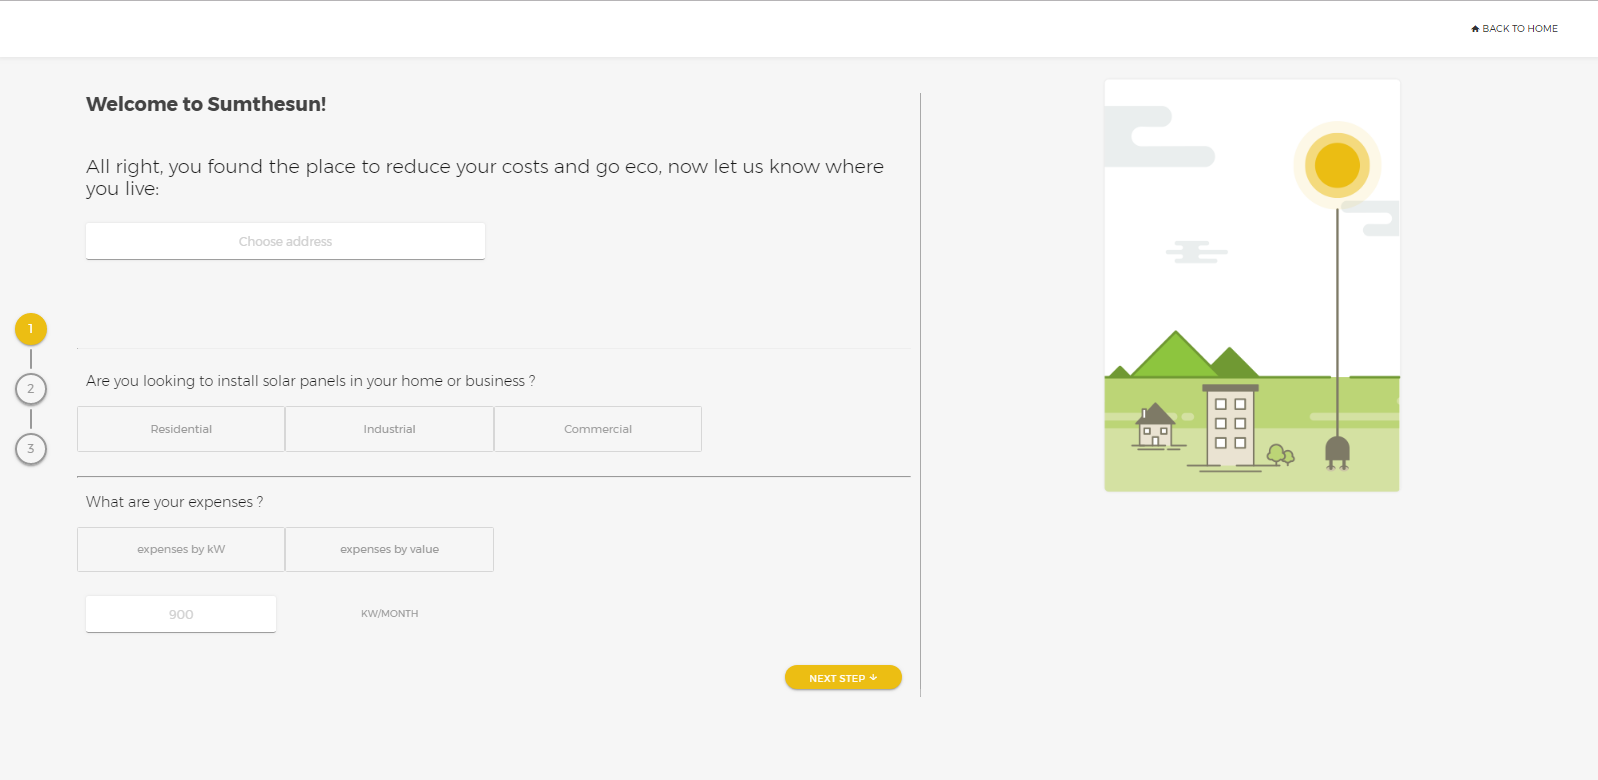 BACK TO HOME
Welcome to Sumthesun!
All right, you found the place to reduce your costs and go eco, now let us know where
you live:
Choose address
1
2
3
Are you looking to install solar panels in your home or business ?
Residential Industrial Commercial
What are your expenses ?
expenses by kW expenses by value
900 KW/MONTH
NEXT STEP